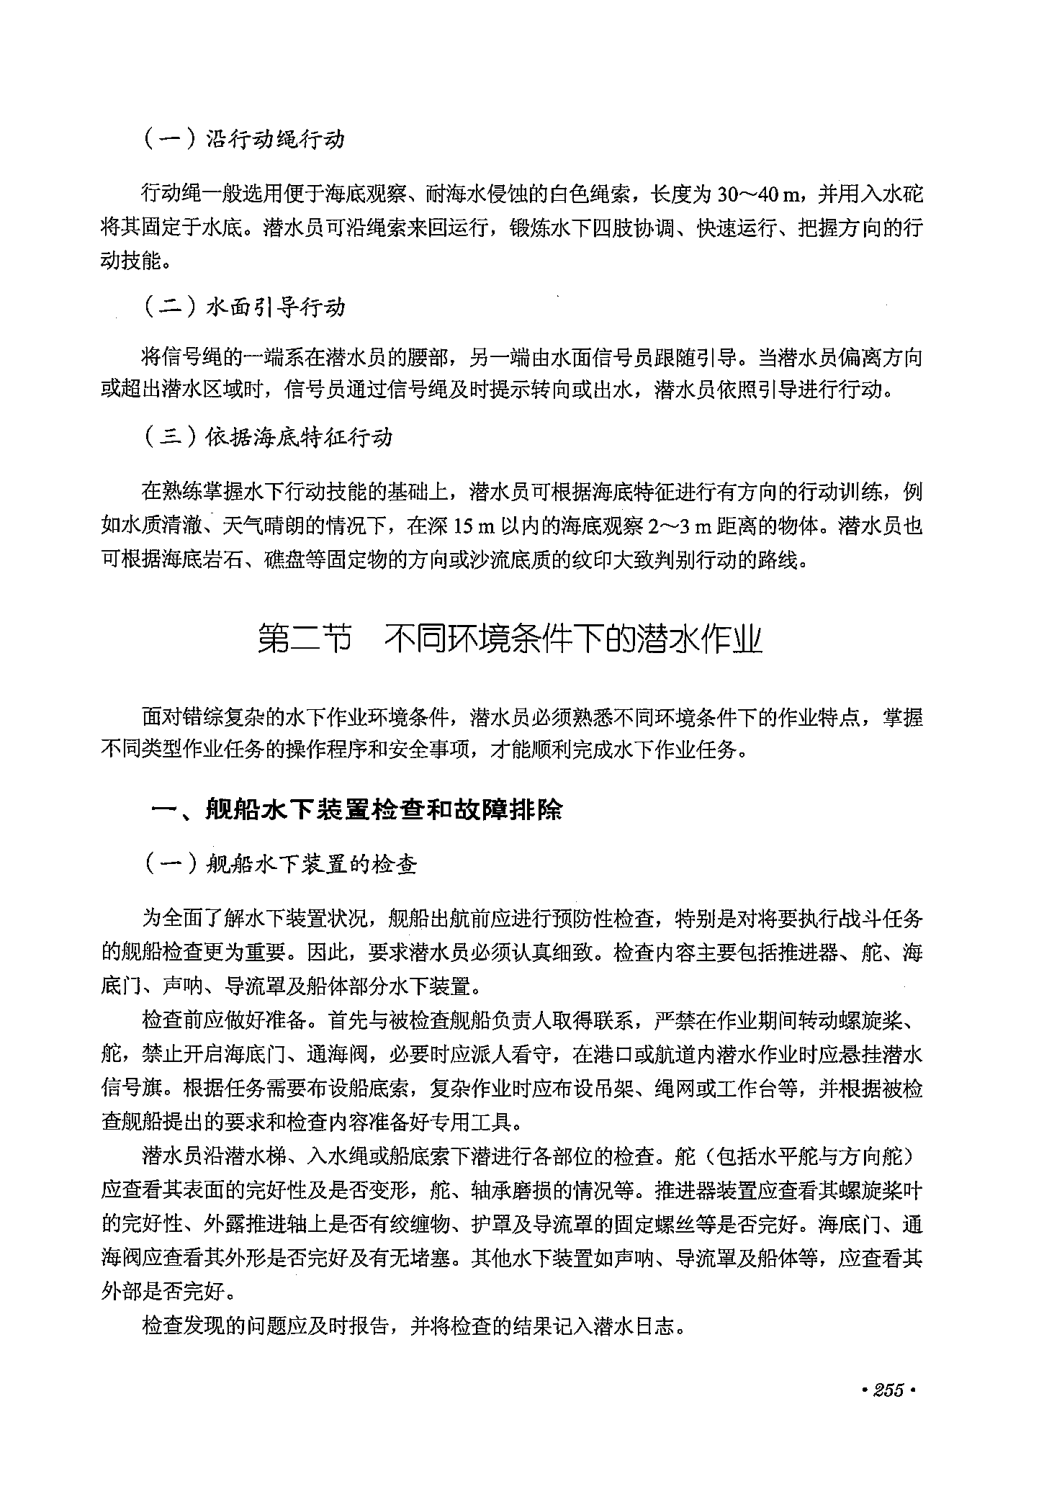 （一）沿行动绳行动
行动绳一般选用便于海底观察、耐海水侵蚀的白色绳索，长度为 30～40 m，并用入水砣
将其固定于水底。潜水员可沿绳索来回运行，锻炼水下四肢协调、快速运行、把握方向的行
动技能。
（二）水面引导行动
将信号绳的一端系在潜水员的腰部，另一端由水面信号员跟随引导。当潜水员偏离方向
或超出潜水区域时，信号员通过信号绳及时提示转向或出水，潜水员依照引导进行行动。
（三）依据海底特征行动
在熟练掌握水下行动技能的基础上，潜水员可根据海底特征进行有方向的行动训练，例
如水质清澈、天气晴朗的情况下，在深 15 m 以内的海底观察 2～3 m 距离的物体。潜水员也
可根据海底岩石、礁盘等固定物的方向或沙流底质的纹印大致判别行动的路线。
第二节　不同环境条件下的潜水作业
面对错综复杂的水下作业环境条件，潜水员必须熟悉不同环境条件下的作业特点，掌握
不同类型作业任务的操作程序和安全事项，才能顺利完成水下作业任务。
一、舰船水下装置检查和故障排除
（一）舰船水下装置的检查
为全面了解水下装置状况，舰船出航前应进行预防性检查，特别是对将要执行战斗任务
的舰船检查更为重要。因此，要求潜水员必须认真细致。检查内容主要包括推进器、舵、海
底门、声呐、导流罩及船体部分水下装置。
检查前应做好准备。首先与被检查舰船负责人取得联系，严禁在作业期间转动螺旋桨、
舵，禁止开启海底门、通海阀，必要时应派人看守，在港口或航道内潜水作业时应悬挂潜水
信号旗。根据任务需要布设船底索，复杂作业时应布设吊架、绳网或工作台等，并根据被检
查舰船提出的要求和检查内容准备好专用工具。
潜水员沿潜水梯、入水绳或船底索下潜进行各部位的检查。舵（包括水平舵与方向舵）
应查看其表面的完好性及是否变形，舵、轴承磨损的情况等。推进器装置应查看其螺旋桨叶
的完好性、外露推进轴上是否有绞缠物、护罩及导流罩的固定螺丝等是否完好。海底门、通
海阀应查看其外形是否完好及有无堵塞。其他水下装置如声呐、导流罩及船体等，应查看其
外部是否完好。
检查发现的问题应及时报告，并将检查的结果记入潜水日志。
·255·